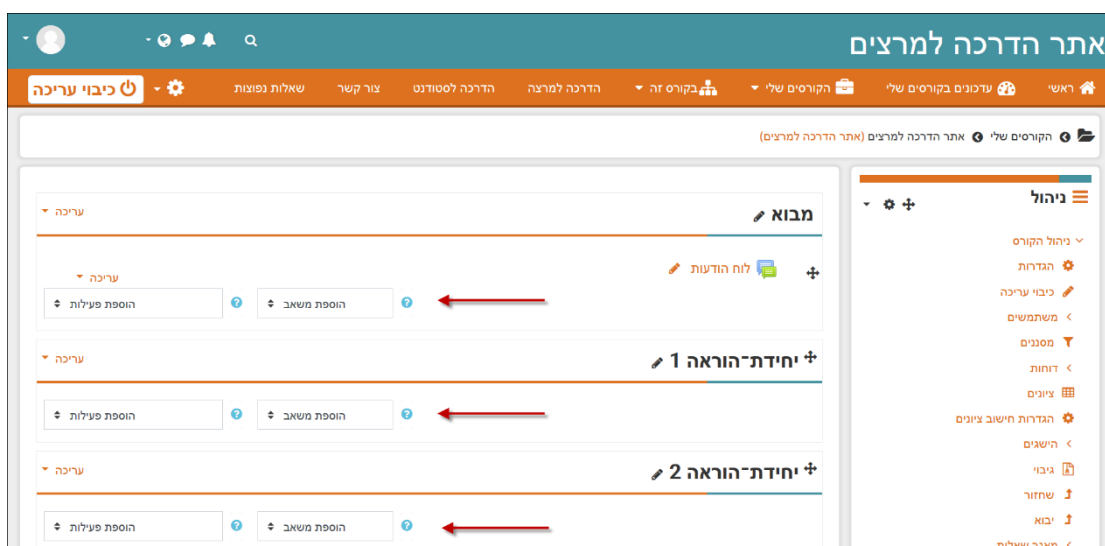 אתר הדרכה למרצים
ראשי
עדכונים בקורסים שלי
הקורסים שלי
בקורס זה
הדרכה למרצה
הדרכה לסטודנט
צור קשר
שאלות נפוצות
כיבוי עריכה
הקורסים שלי אתר הדרכה למרצים (אתר הדרכה למרצים)
ניהול
ניהול הקורס
הגדרות
כיבוי עריכה
משתמשים
מסננים
דוחות
ציונים
הגדרות חישוב ציונים
הישגים
גיבוי
שחזור
יבוא
מאגר שאלות
מבוא
עריכה
לוח הודעות
עריכה
הוספת משאב
הוספת פעילות
יחידת־הוראה 1
עריכה
הוספת משאב
הוספת פעילות
יחידת־הוראה 2
עריכה
הוספת משאב
הוספת פעילות